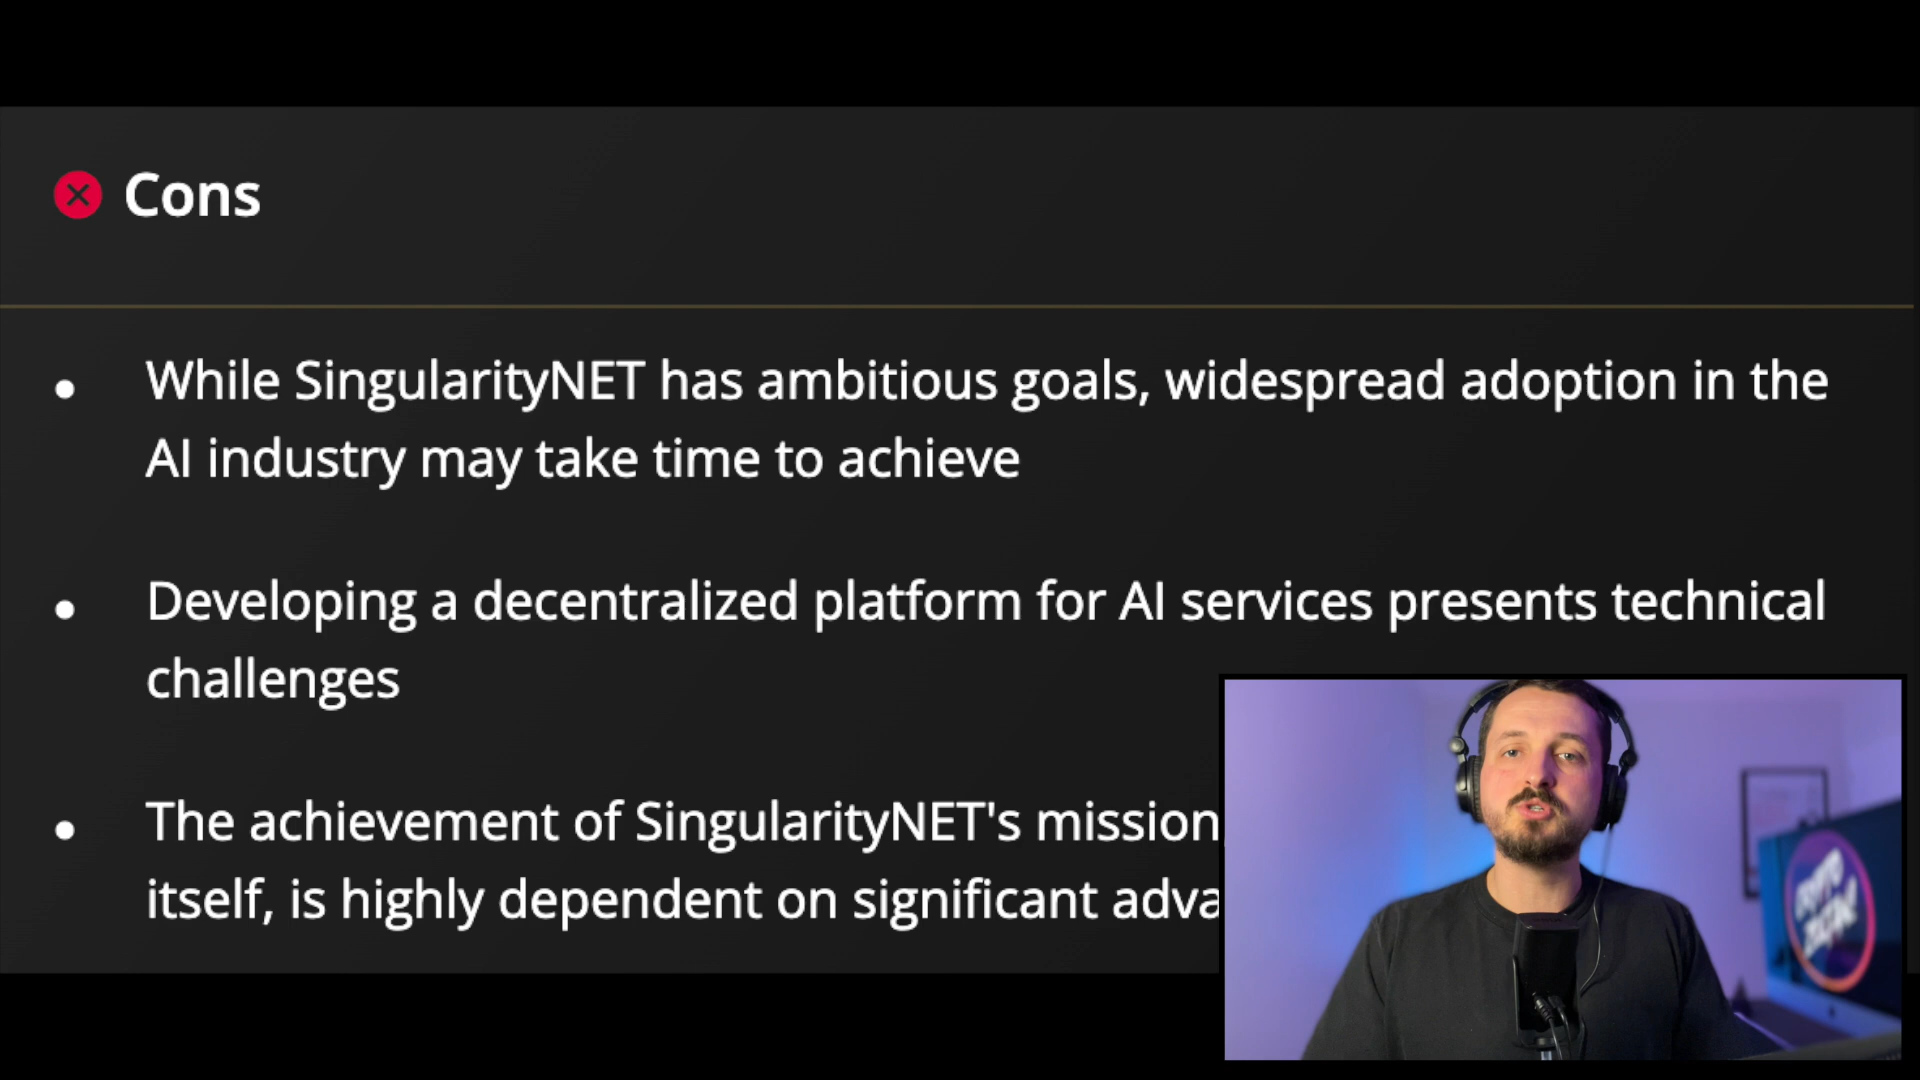 Cons
While SingularityNET has ambitious goals, widespread adoption in the
AI industry may take time to achieve
Developing a decentralized platform for AI services presents technical
challenges
The achievement of SingularityNET's mission
itself, is highly dependent on significant adva
CRYPTO